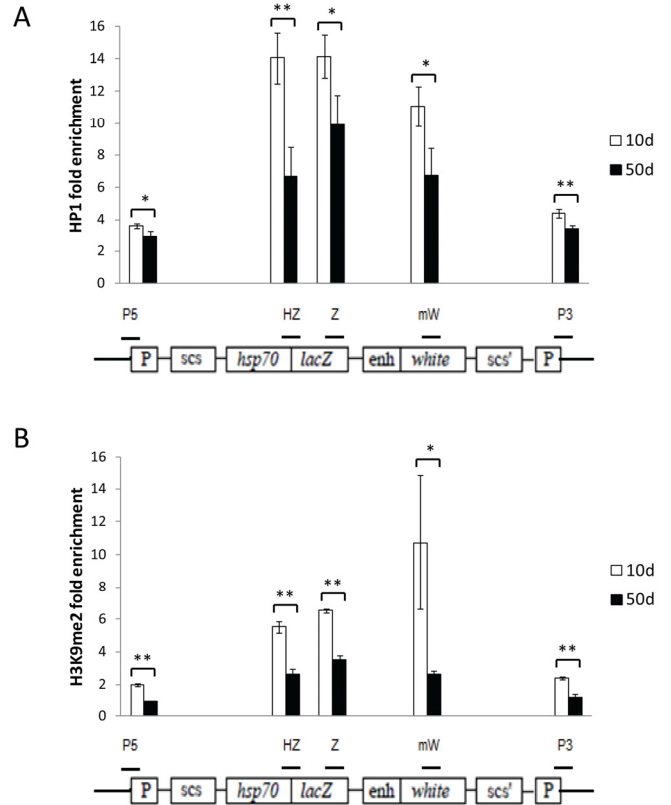 A
HP1 fold enrichment
16
14
12
10
8
6
4
2
0
* ** * * **
10d
50d
P5 HZ Z mW P3
P scs hsp70 lacZ enh white scs' P
B
H3K9me2 fold enrichment
16
14
12
10
8
6
4
2
0
** ** ** * **
10d
50d
P5 HZ Z mW P3
P scs hsp70 lacZ enh white scs' P